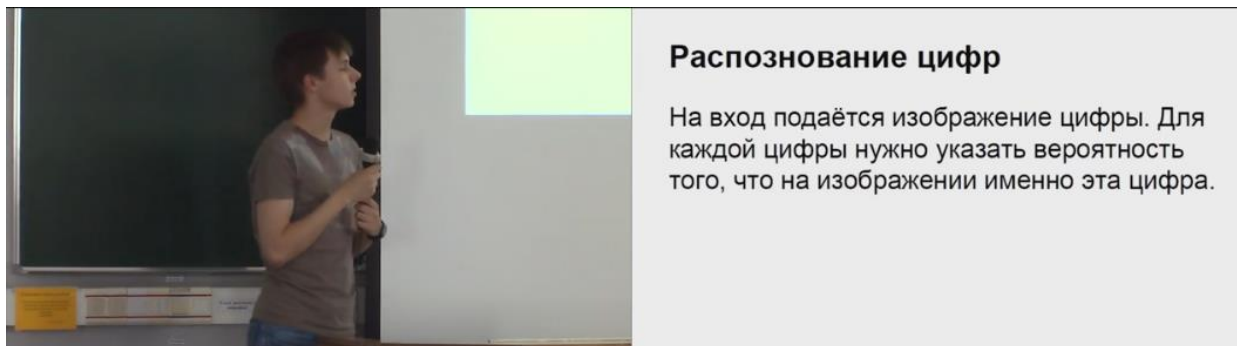 Распознование цифр
На вход подаётся изображение цифры. Для
каждой цифры нужно указать вероятность
того, что на изображении именно эта цифра.